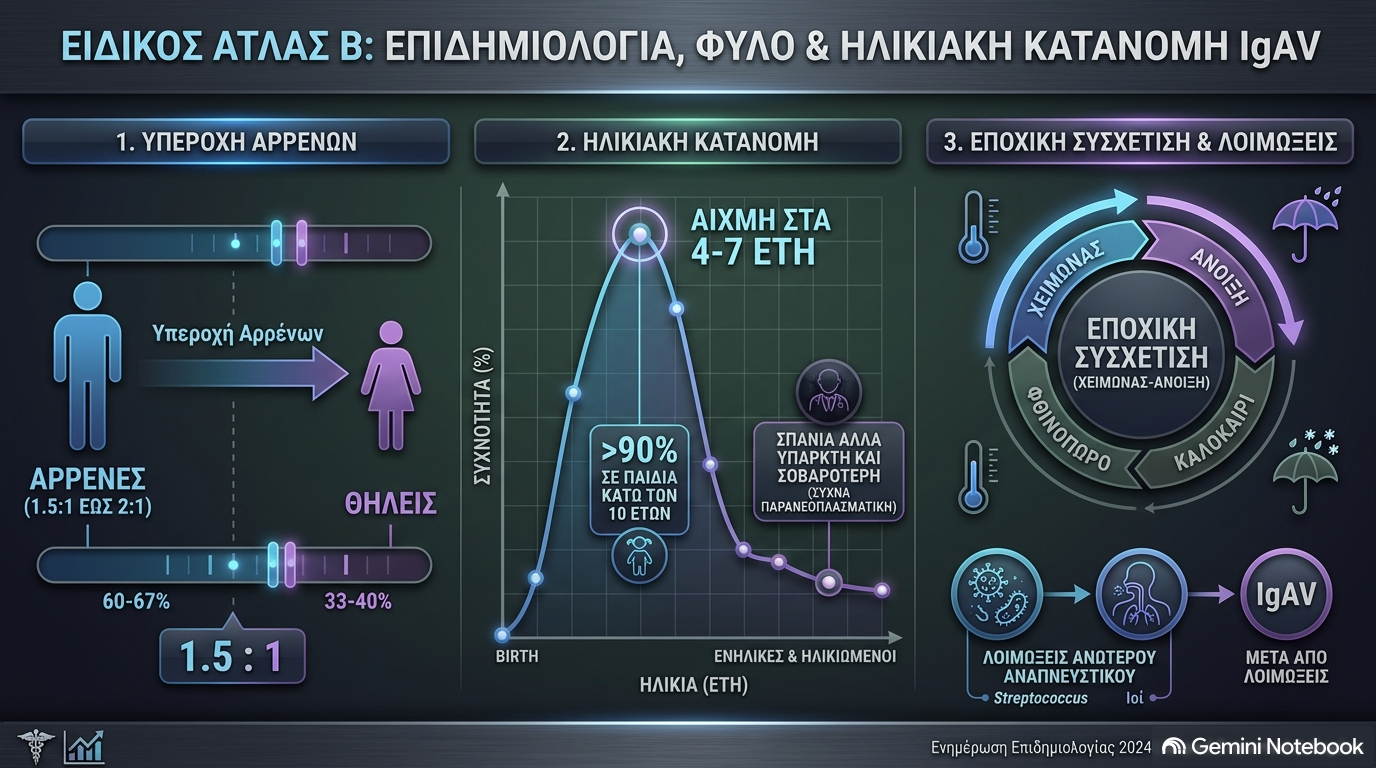 ΕΙΔΙΚΟΣ ΑΤΛΑΣ Β: ΕΠΙΔΗΜΙΟΛΟΓΙΑ, ΦΥΛΟ & ΗΛΙΚΙΑΚΗ ΚΑΤΑΝΟΜΗ IgAV
1. ΥΠΕΡΟΧΗ ΑΡΡΕΝΩΝ
Υπεροχή Αρρένων
ΑΡΡΕΝΕΣ
(1.5:1 ΕΩΣ 2:1)
ΘΗΛΕΙΣ
60-67%
33-40%
1.5 : 1
2. ΗΛΙΚΙΑΚΗ ΚΑΤΑΝΟΜΗ
ΑΙΧΜΗ ΣΤΑ
4-7 ΕΤΗ
ΣΥΧΝΟΤΗΤΑ (%)
>90%
ΣΕ ΠΑΙΔΙΑ
ΚΑΤΩ ΤΩΝ
10 ΕΤΩΝ
ΣΠΑΝΙΑ ΑΛΛΑ
ΥΠΑΡΚΤΗ ΚΑΙ
ΣΟΒΑΡΟΤΕΡΗ
(ΣΥΧΝΑ
ΠΑΡΑΝΕΟΠΛΑΣΜΑΤΙΚΗ)
BIRTH
ΕΝΗΛΙΚΕΣ & ΗΛΙΚΙΩΜΕΝΟΙ
ΗΛΙΚΙΑ (ΕΤΗ)
3. ΕΠΟΧΙΚΗ ΣΥΣΧΕΤΙΣΗ & ΛΟΙΜΩΞΕΙΣ
ΧΕΙΜΩΝΑΣ
ΑΝΟΙΞΗ
ΕΠΟΧΙΚΗ
ΣΥΣΧΕΤΙΣΗ
(ΧΕΙΜΩΝΑΣ-ΑΝΟΙΞΗ)
ΦΘΙΝΟΠΩΡΟ
ΚΑΛΟΚΑΙΡΙ
IgAV
ΛΟΙΜΩΞΕΙΣ ΑΝΩΤΕΡΟΥ
ΑΝΑΠΝΕΥΣΤΙΚΟΥ
Streptococcus
Ιοί
ΜΕΤΑ ΑΠΟ
ΛΟΙΜΩΞΕΙΣ
Ενημέρωση Επιδημιολογίας 2024
Gemini Notebook